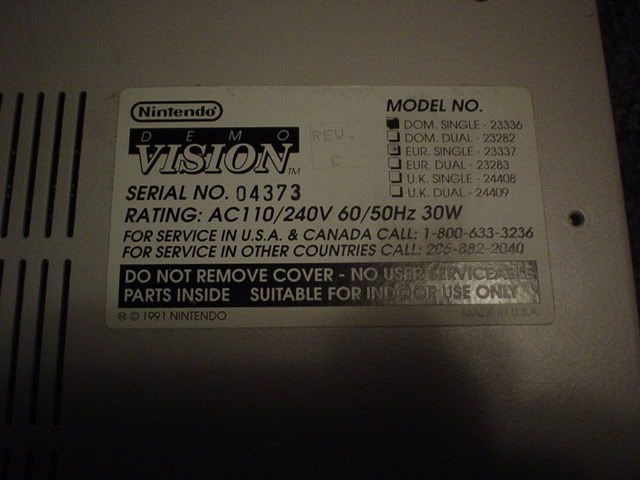 Nintendo
DEMO
VISION™
REV.
C
SERIAL NO. 04373
RATING: AC110/240V 60/50Hz 30W
FOR SERVICE IN U.S.A. & CANADA CALL: 1-800-633-3236
FOR SERVICE IN OTHER COUNTRIES CALL: 206-882-2040
DO NOT REMOVE COVER - NO USER SERVICEABLE
PARTS INSIDE SUITABLE FOR INDOOR USE ONLY
Ⓜ © 1991 NINTENDO
MADE IN U.S.A.
MODEL NO.
DOM. SINGLE - 23336
DOM. DUAL - 23282
EUR. SINGLE - 23337
EUR. DUAL - 23283
U.K. SINGLE - 24408
U.K. DUAL - 24409